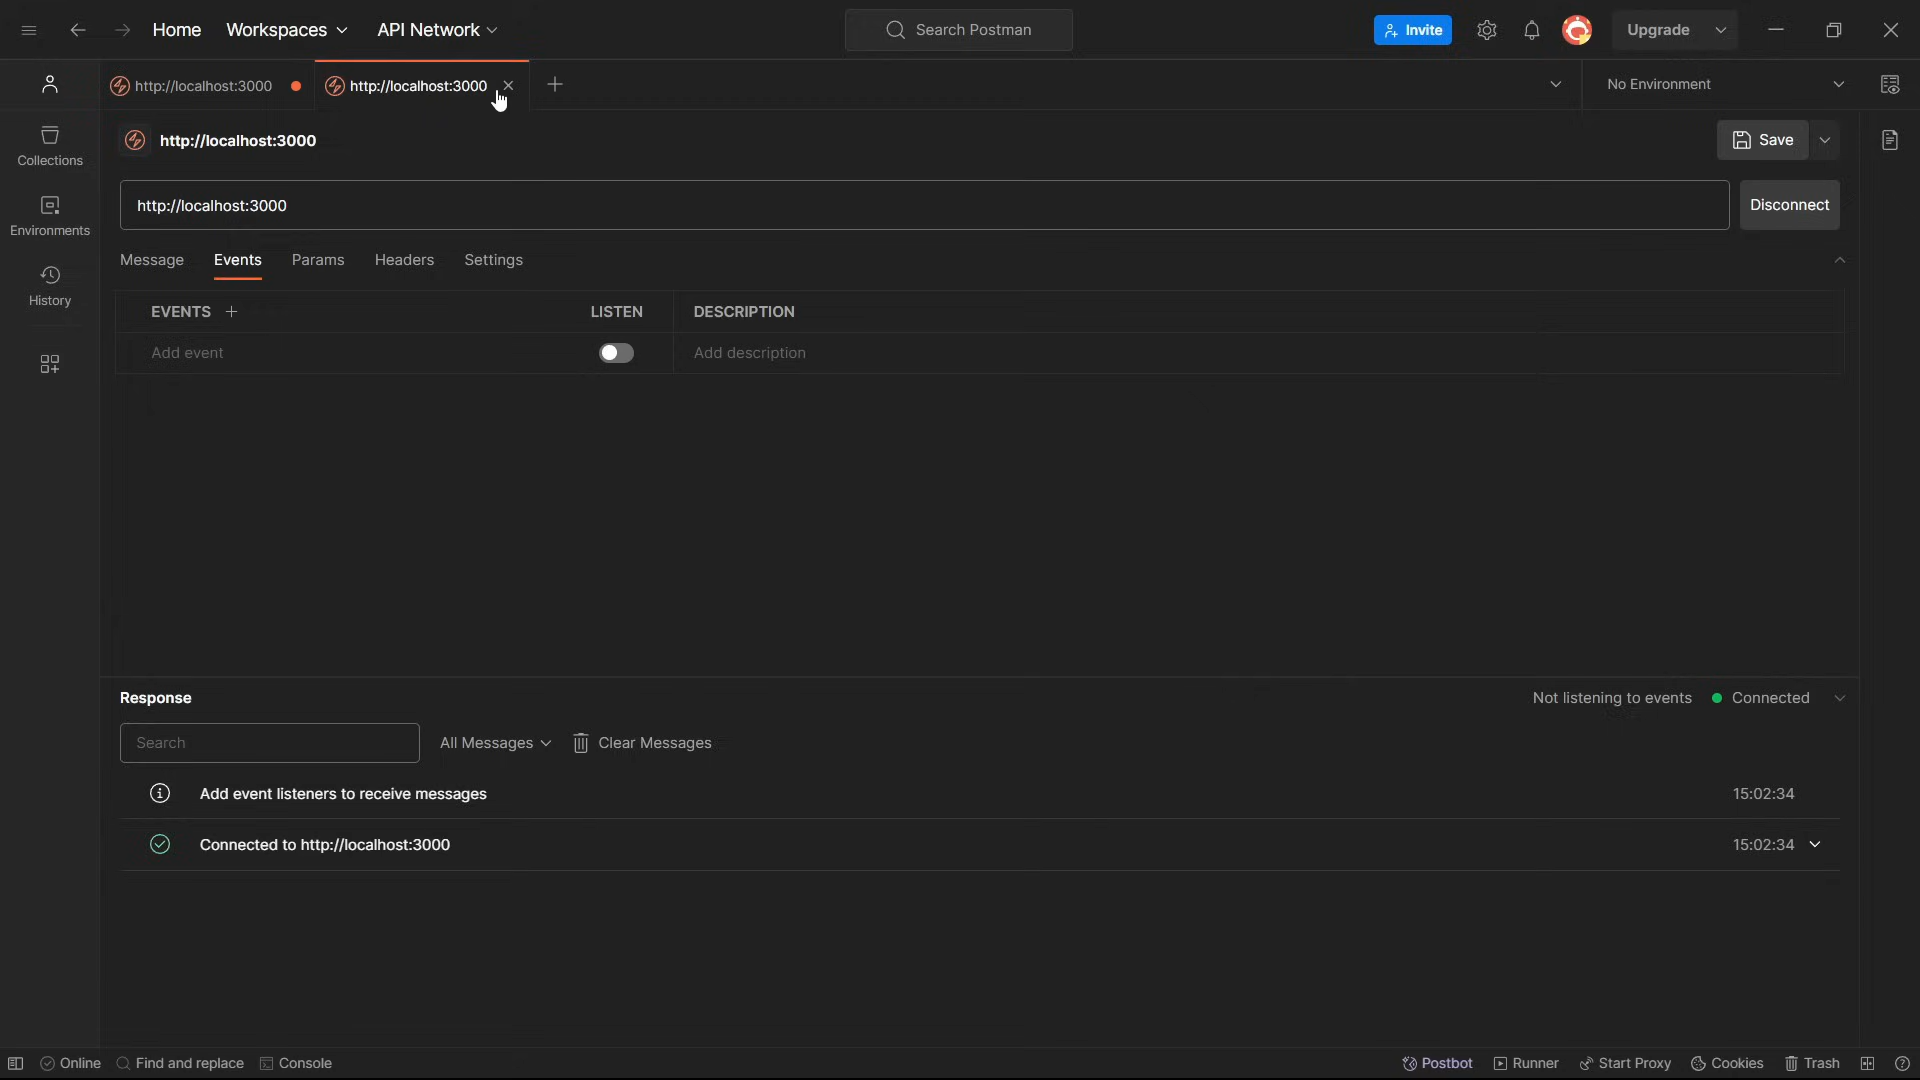 Home Workspaces API Network Search Postman Invite Upgrade
http://localhost:3000 http://localhost:3000 No Environment
http://localhost:3000 Save
Collections
http://localhost:3000 Disconnect
Environments
Message Events Params Headers Settings
History
EVENTS + LISTEN DESCRIPTION
Add event Add description
Response Not listening to events Connected
Search All Messages Clear Messages
Add event listeners to receive messages 15:02:34
Connected to http://localhost:3000 15:02:34
Online Find and replace Console Postbot Runner Start Proxy Cookies Trash